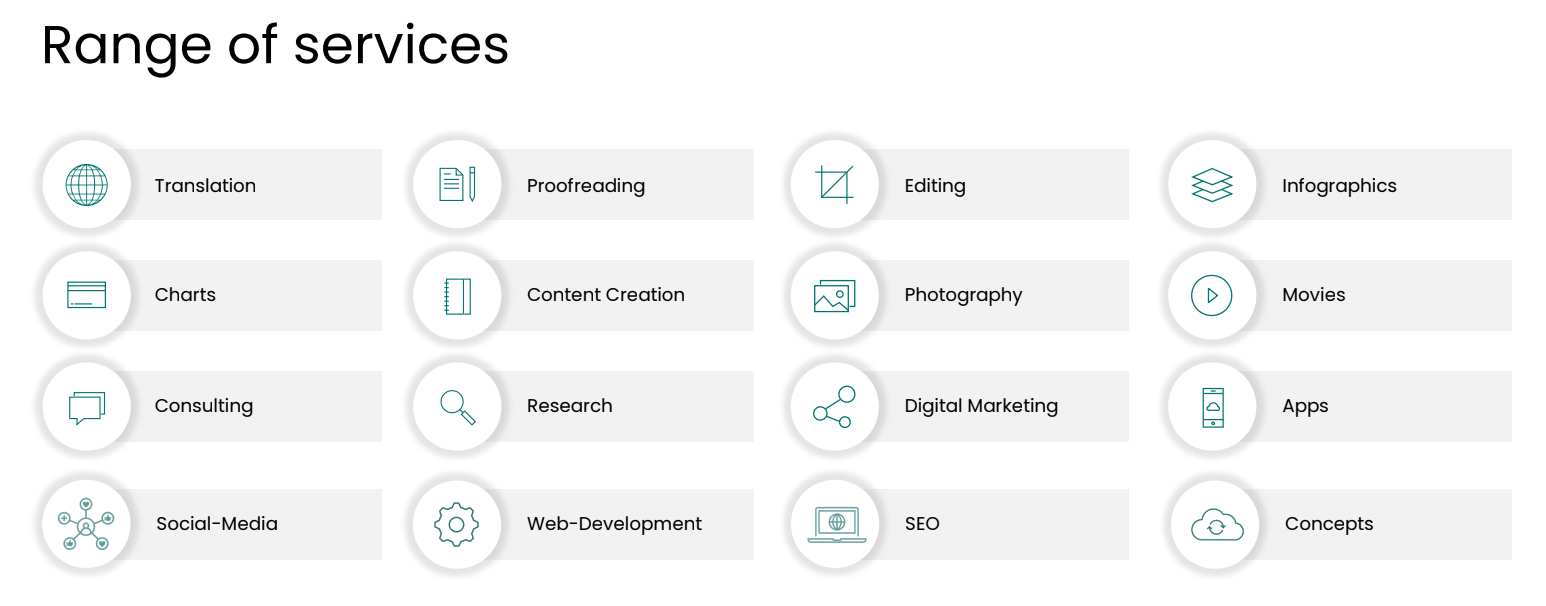 Range of services
Translation
Proofreading
Editing
Infographics
Charts
Content Creation
Photography
Movies
Consulting
Research
Digital Marketing
Apps
Social-Media
Web-Development
SEO
Concepts